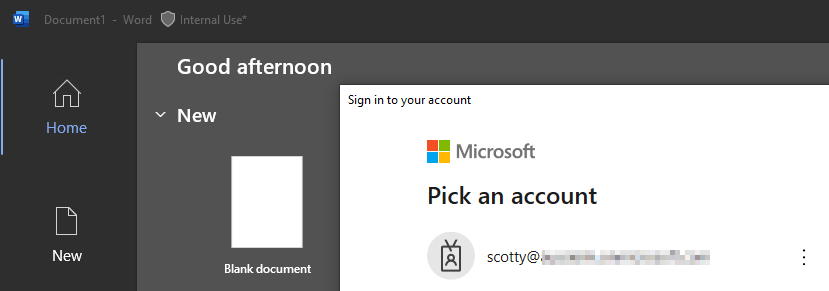 Document1 - Word Internal Use*
Good afternoon
Sign in to your account
New
Home
Microsoft
Pick an account
New
Blank document
scotty@